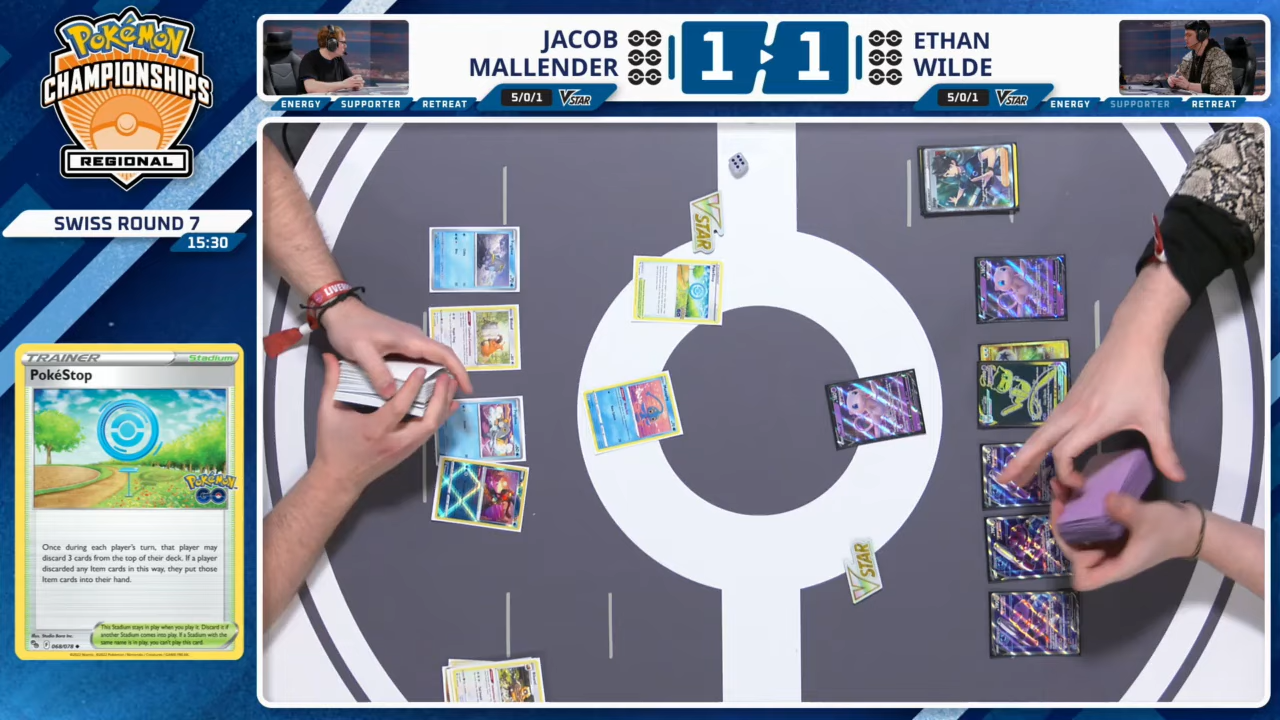 Pokémon
CHAMPIONSHIPS
REGIONAL
SWISS ROUND 7
15:30
JACOB
MALLENDER
1
1
ETHAN
WILDE
ENERGY
SUPPORTER
RETREAT
5/0/1
VSTAR
5/0/1
VSTAR
ENERGY
SUPPORTER
RETREAT
VSTAR
VSTAR
TRAINER
Stadium
PokéStop
Pokémon
GO
Once during each player's turn, that player may
discard 3 cards from the top of their deck. If a player
discarded any Item cards in this way, they put those
Item cards into their hand.
This Stadium stays in play when you play it. Discard it if
another Stadium comes into play. If a Stadium with the
same name is in play, you can't play this card.
068/078